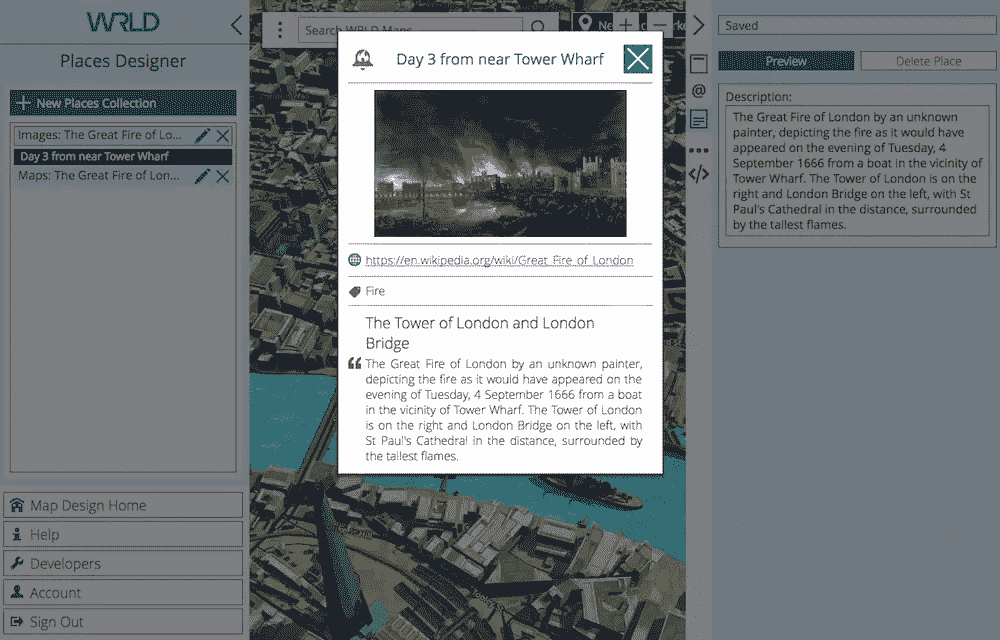 WRLD
Places Designer
New Places Collection
Images: The Great Fire of Lo...
Day 3 from near Tower Wharf
Maps: The Great Fire of Lon...
Map Design Home
Help
Developers
Account
Sign Out
Search WRLD Maps
Day 3 from near Tower Wharf
https://en.wikipedia.org/wiki/Great_Fire_of_London
Fire
The Tower of London and London
Bridge
The Great Fire of London by an unknown painter,
depicting the fire as it would have appeared on the
evening of Tuesday, 4 September 1666 from a boat
in the vicinity of Tower Wharf. The Tower of London
is on the right and London Bridge on the left, with
St Paul's Cathedral in the distance, surrounded by
the tallest flames.
Saved
Preview
Delete Place
Description:
The Great Fire of London by an unknown
painter, depicting the fire as it would have
appeared on the evening of Tuesday, 4
September 1666 from a boat in the vicinity of
Tower Wharf. The Tower of London is on the
right and London Bridge on the left, with St
Paul's Cathedral in the distance, surrounded
by the tallest flames.